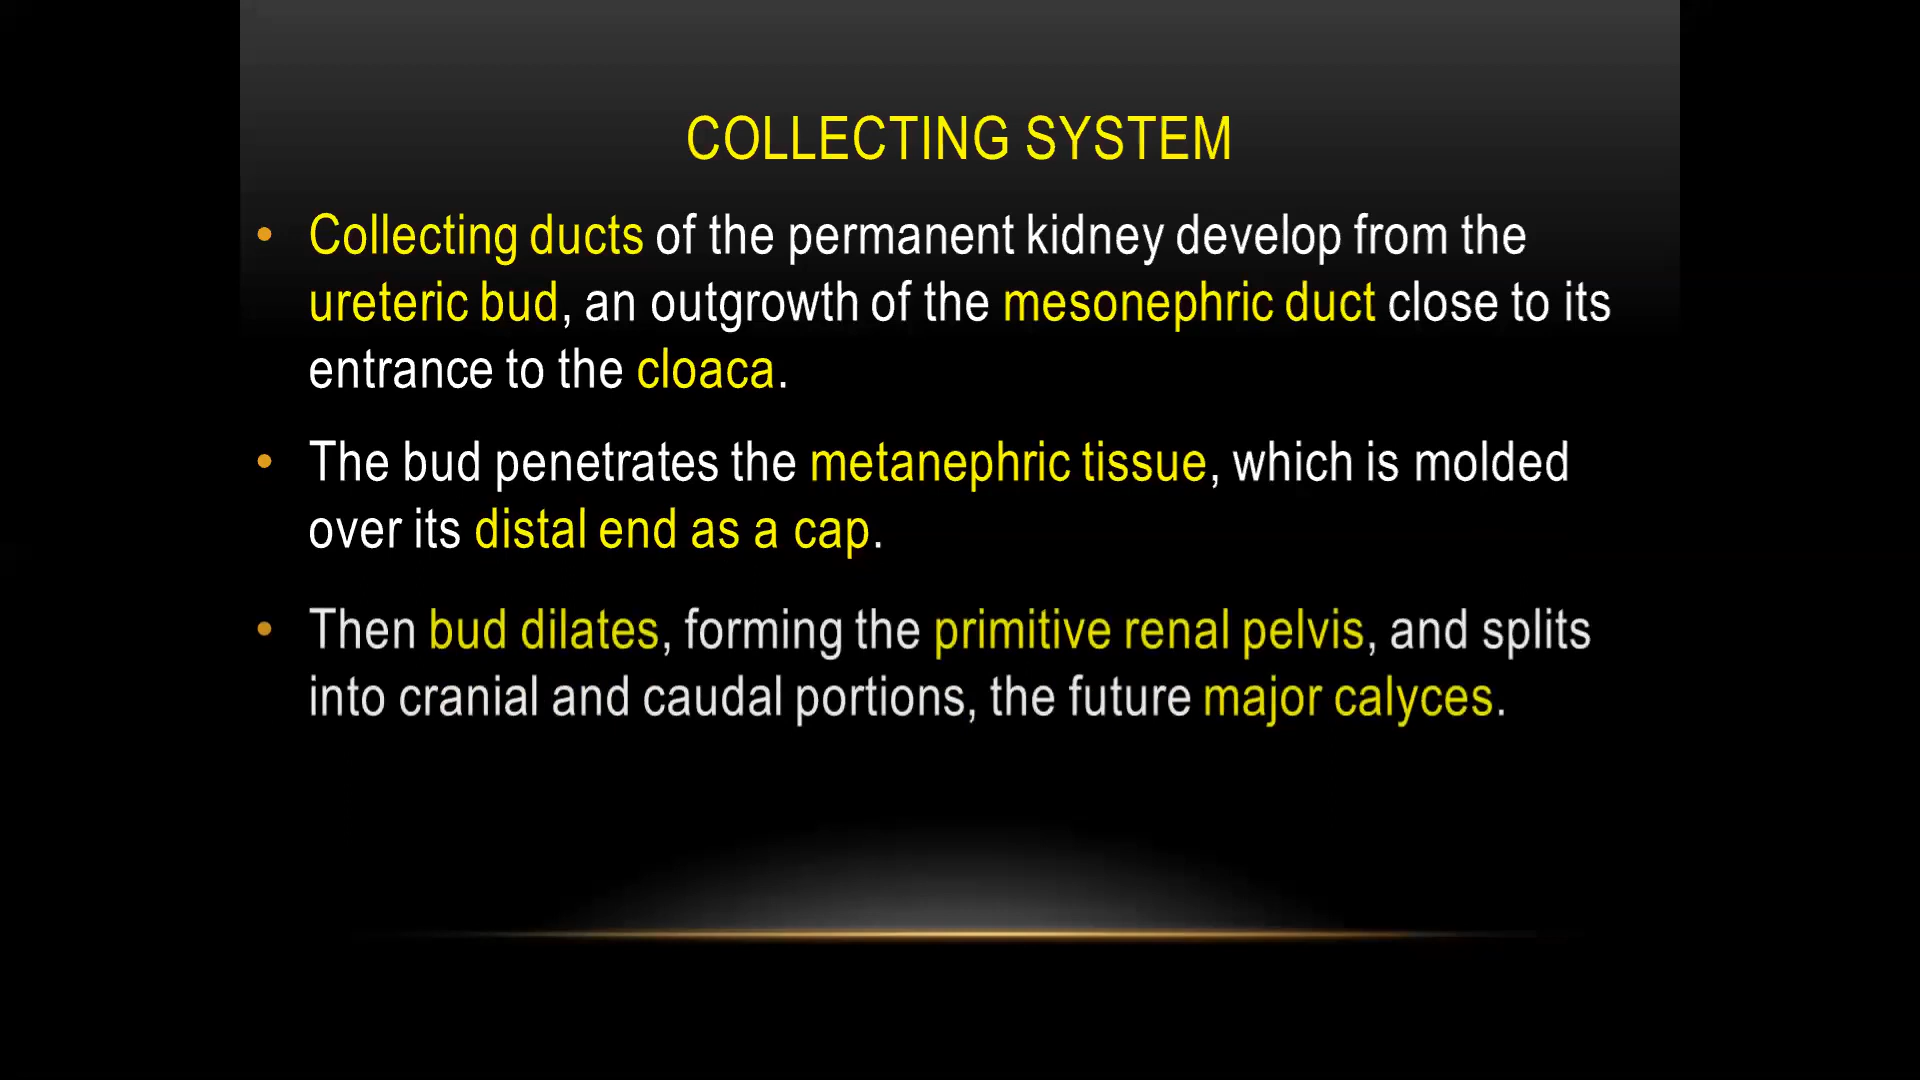 COLLECTING SYSTEM
• Collecting ducts of the permanent kidney develop from the
ureteric bud, an outgrowth of the mesonephric duct close to its
entrance to the cloaca.
• The bud penetrates the metanephric tissue, which is molded
over its distal end as a cap.
• Then bud dilates, forming the primitive renal pelvis, and splits
into cranial and caudal portions, the future major calyces.